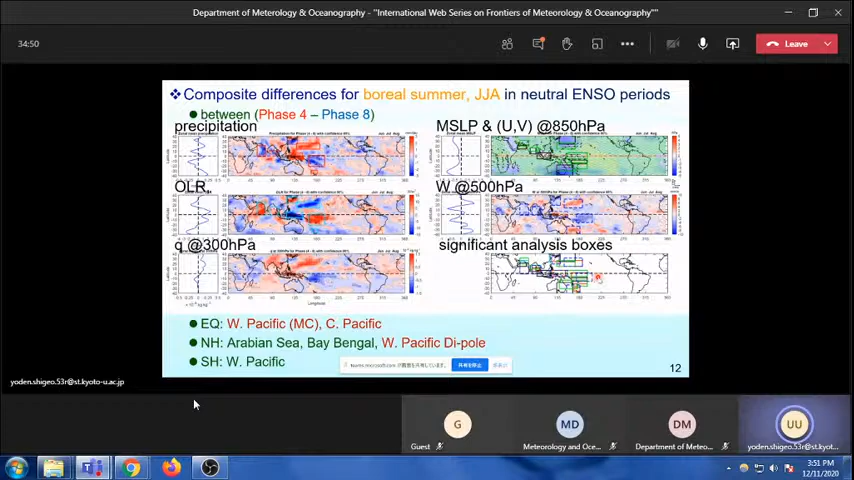 Department of Meterology & Oceanography - "International Web Series on Frontiers of Meteorology & Oceanography""
34:50
Leave
Composite differences for boreal summer, JJA in neutral ENSO periods
between (Phase 4 – Phase 8)
precipitation
MSLP & (U,V) @850hPa
OLR
W @500hPa
q @300hPa
significant analysis boxes
EQ: W. Pacific (MC), C. Pacific
NH: Arabian Sea, Bay Bengal, W. Pacific Di-pole
SH: W. Pacific
12
yoden.shigeo.53r@st.kyoto-u.ac.jp
G
MD
DM
UU
Guest
Meteorology and Oce...
Department of Meteo...
yoden.shigeo.53r@st.kyot...
3:51 PM
12/11/2020